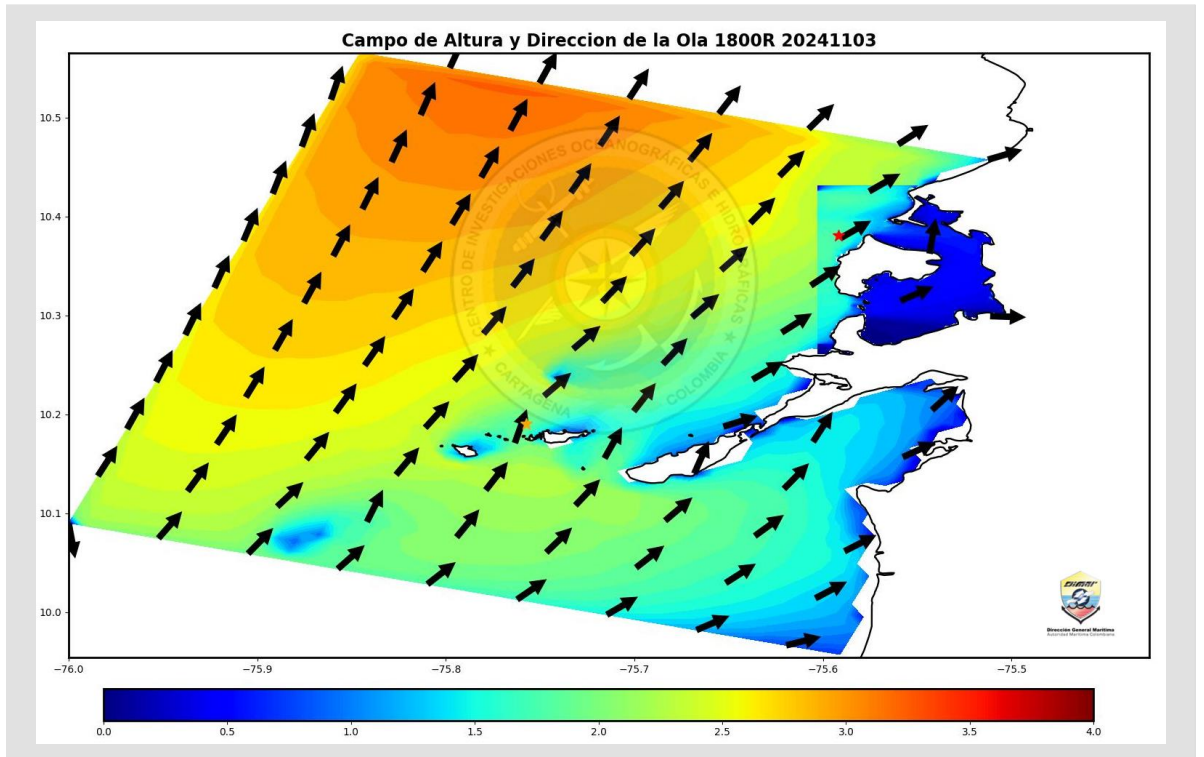 Campo de Altura y Direccion de la Ola 1800R 20241103
10.5
10.4
10.3
10.2
10.1
10.0
CENTRO DE INVESTIGACIONES OCEANOGRÁFICAS E HIDROGRÁFICAS
CARTAGENA COLOMBIA
Dirección General Marítima
Autoridad Marítima Colombiana
−76.0 −75.9 −75.8 −75.7 −75.6 −75.5
0.0 0.5 1.0 1.5 2.0 2.5 3.0 3.5 4.0